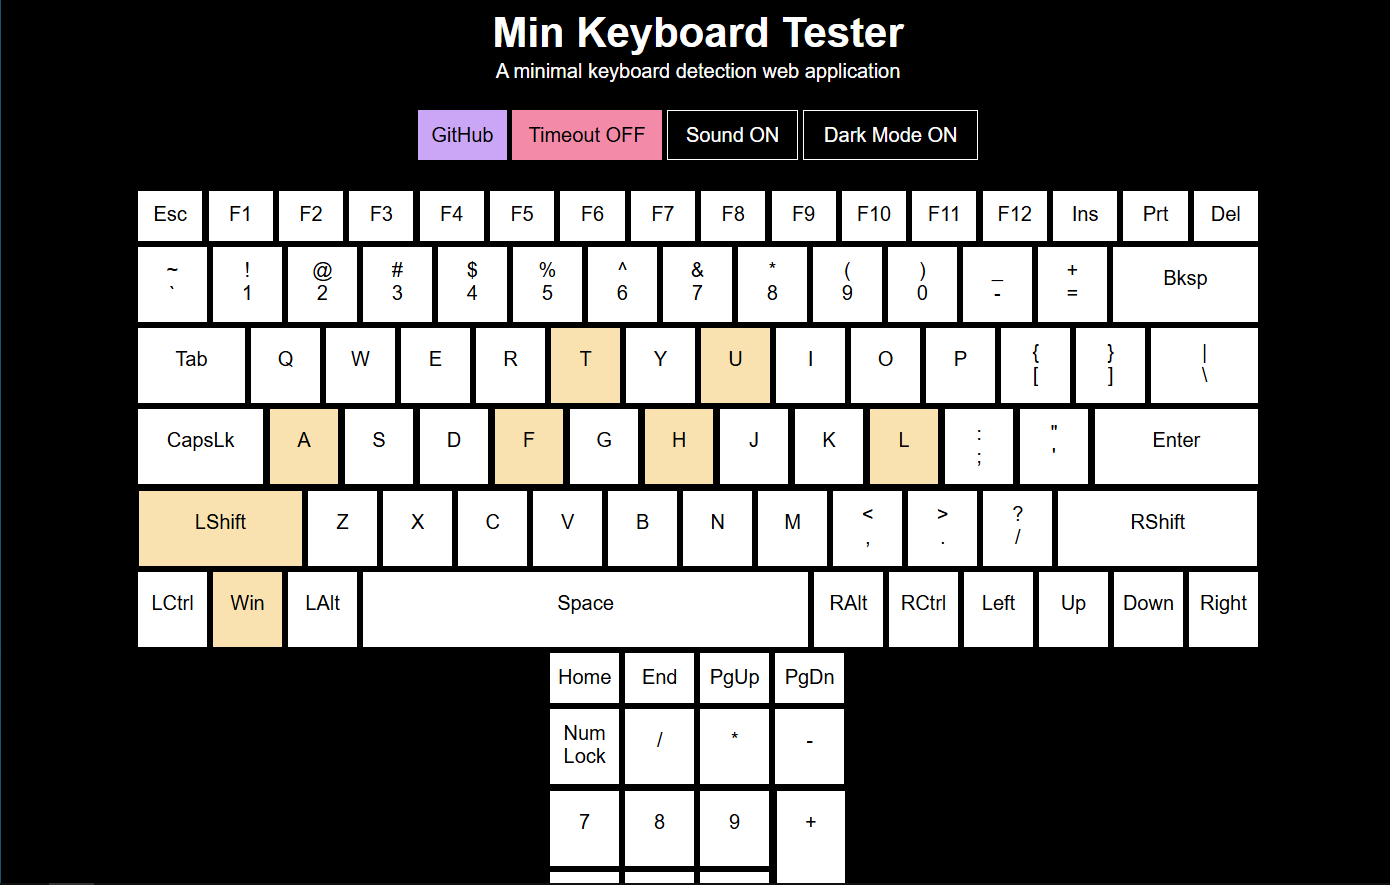 Min Keyboard Tester
A minimal keyboard detection web application
GitHub Timeout OFF Sound ON Dark Mode ON
Esc F1 F2 F3 F4 F5 F6 F7 F8 F9 F10 F11 F12 Ins Prt Del
~ ! @ # $ % ^ & * ( ) _ + Bksp
` 1 2 3 4 5 6 7 8 9 0 - =
Tab Q W E R T Y U I O P { } |
[ ] \
CapsLk A S D F G H J K L : " Enter
; '
LShift Z X C V B N M < > ? RShift
, . /
LCtrl Win LAlt Space RAlt RCtrl Left Up Down Right
Home End PgUp PgDn
Num / * -
Lock
7 8 9 +